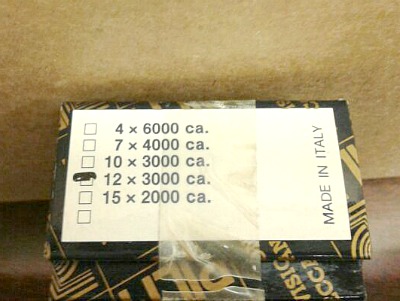 4 × 6000 ca.
7 × 4000 ca.
10 × 3000 ca.
12 × 3000 ca.
15 × 2000 ca.
MADE IN ITALY